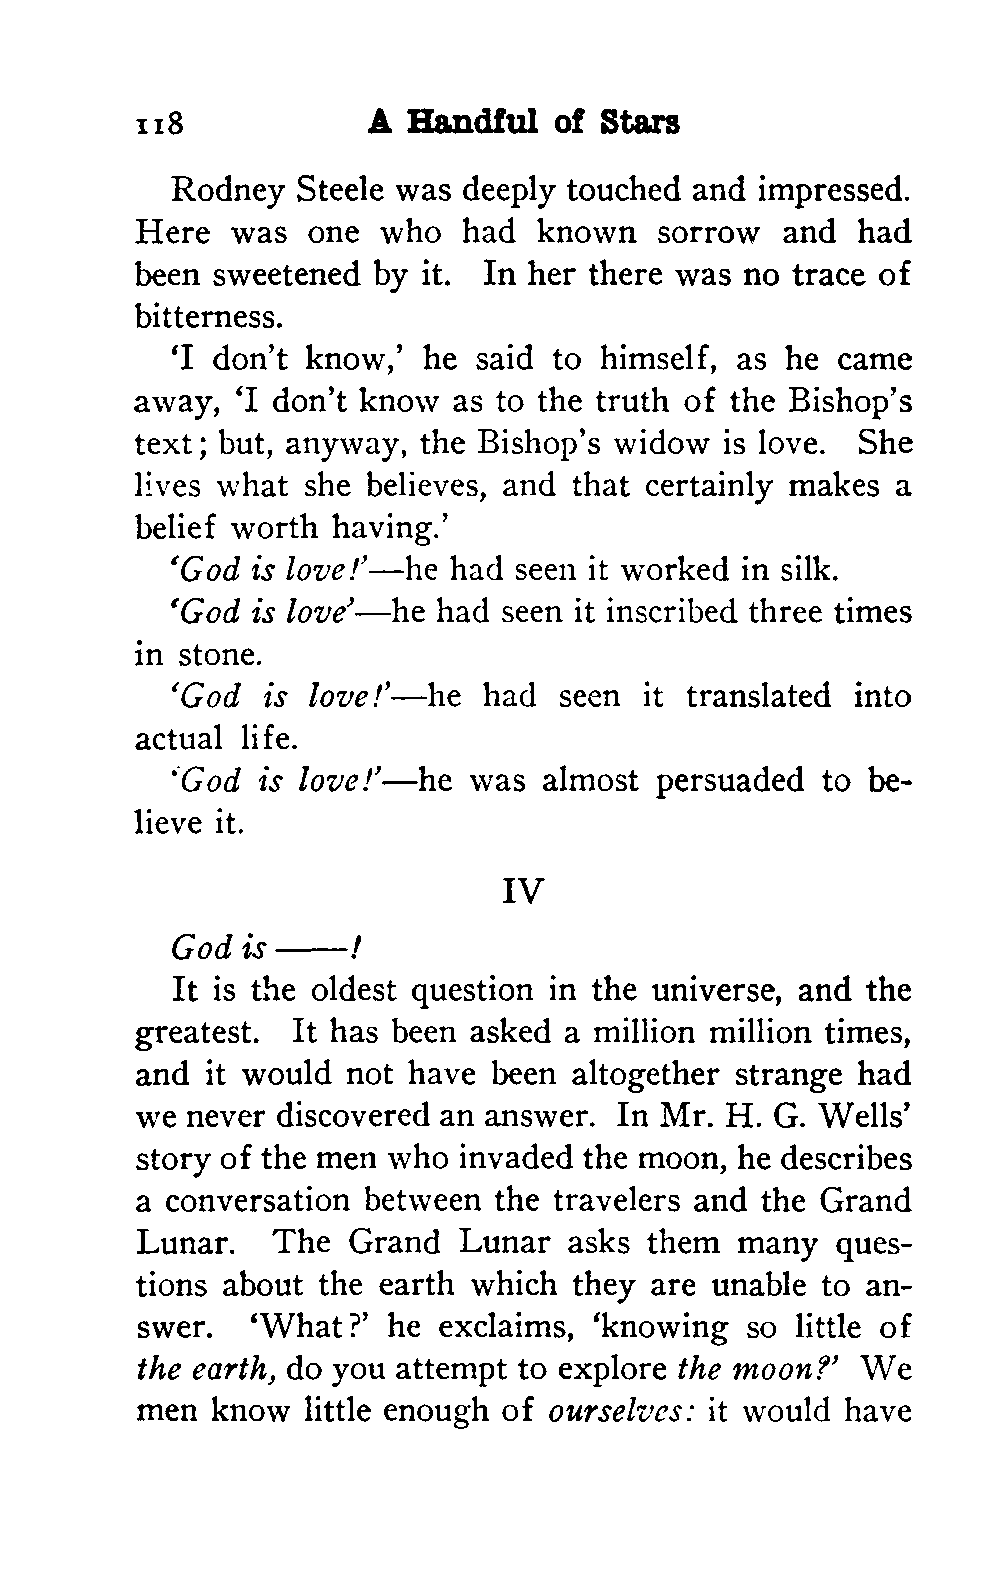 118 A Handful of Stars
Rodney Steele was deeply touched and impressed.
Here was one who had known sorrow and had
been sweetened by it. In her there was no trace of
bitterness.
‘I don’t know,’ he said to himself, as he came
away, ‘I don’t know as to the truth of the Bishop’s
text; but, anyway, the Bishop’s widow is love. She
lives what she believes, and that certainly makes a
belief worth having.’
‘God is love!’—he had seen it worked in silk.
‘God is love’—he had seen it inscribed three times
in stone.
‘God is love!’—he had seen it translated into
actual life.
‘God is love!’—he was almost persuaded to be-
lieve it.
IV
God is ——!
It is the oldest question in the universe, and the
greatest. It has been asked a million million times,
and it would not have been altogether strange had
we never discovered an answer. In Mr. H. G. Wells’
story of the men who invaded the moon, he describes
a conversation between the travelers and the Grand
Lunar. The Grand Lunar asks them many ques-
tions about the earth which they are unable to an-
swer. ‘What?’ he exclaims, ‘knowing so little of
the earth, do you attempt to explore the moon?’ We
men know little enough of ourselves: it would have